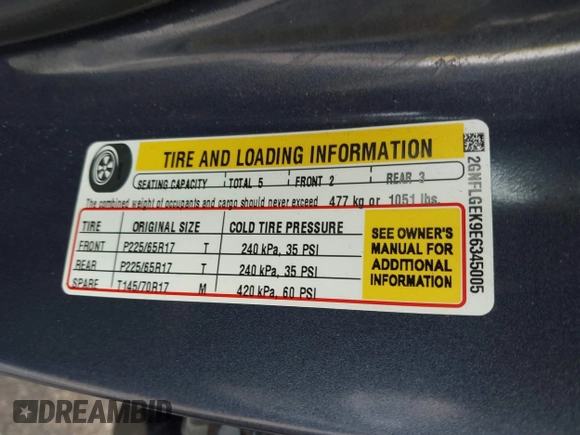 TIRE AND LOADING INFORMATION
SEATING CAPACITY TOTAL 5 FRONT 2 REAR 3
The combined weight of occupants and cargo should never exceed 477 kg or 1051 lbs.
TIRE ORIGINAL SIZE COLD TIRE PRESSURE
FRONT P225/65R17 T 240 kPa, 35 PSI
REAR P225/65R17 T 240 kPa, 35 PSI
SPARE T145/70R17 M 420 kPa, 60 PSI
SEE OWNER'S
MANUAL FOR
ADDITIONAL
INFORMATION
2GNFLGEK9E6345005
DREAMBID